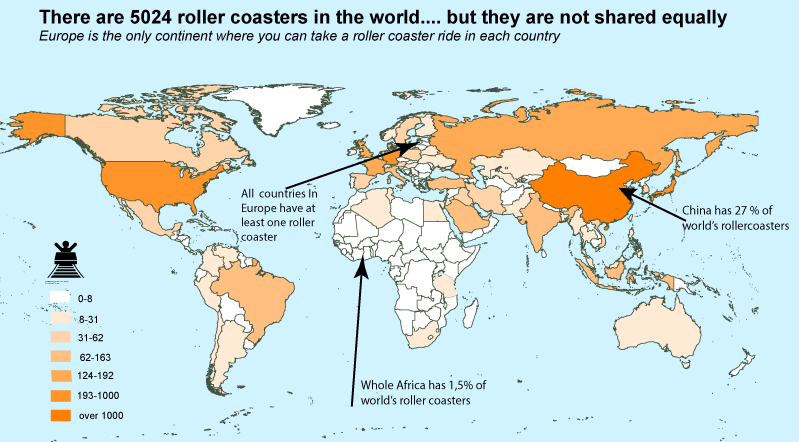 There are 5024 roller coasters in the world.... but they are not shared equally
Europe is the only continent where you can take a roller coaster ride in each country
All countries In
Europe have at
least one roller
coaster
China has 27 % of
world's rollercoasters
0-8
8-31
31-62
62-163
124-192
193-1000
over 1000
Whole Africa has 1,5% of
world's roller coasters